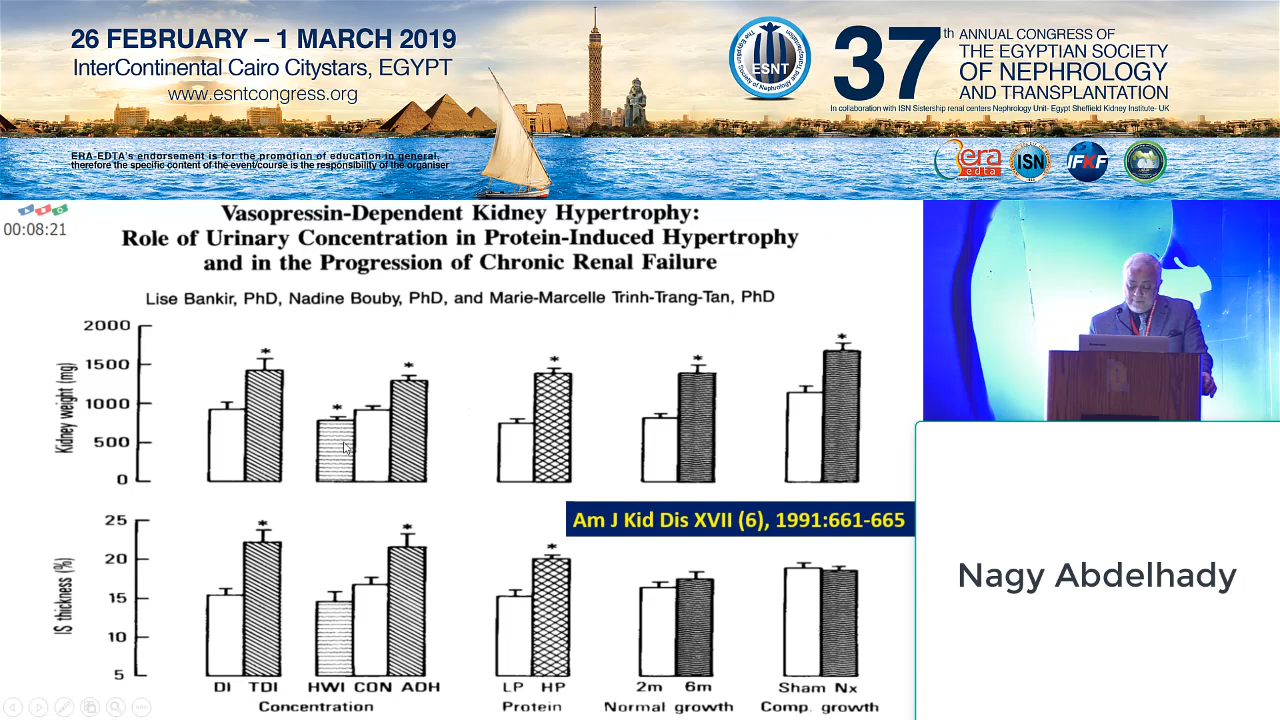 26 FEBRUARY – 1 MARCH 2019
InterContinental Cairo Citystars, EGYPT
www.esntcongress.org
ERA-EDTA's endorsement is for the promotion of education in general,
therefore the specific content of the event/course is the responsibility of the organiser
ESNT
37th ANNUAL CONGRESS OF
THE EGYPTIAN SOCIETY
OF NEPHROLOGY
AND TRANSPLANTATION
In collaboration with ISN Sistership renal centers Nephrology Unit- Egypt Sheffield Kidney Institute- UK
era
edta
ISN
IFKF
00:08:21
Vasopressin-Dependent Kidney Hypertrophy:
Role of Urinary Concentration in Protein-Induced Hypertrophy
and in the Progression of Chronic Renal Failure
Lise Bankir, PhD, Nadine Bouby, PhD, and Marie-Marcelle Trinh-Trang-Tan, PhD
Kidney weight (mg)
2000
1500
1000
500
0
* * * * * *
Am J Kid Dis XVII (6), 1991:661-665
IS thickness (%)
25
20
15
10
5
* * *
DI TDI HWI CON ADH LP HP 2m 6m Sham Nx
Concentration Protein Normal growth Comp. growth
Nagy Abdelhady